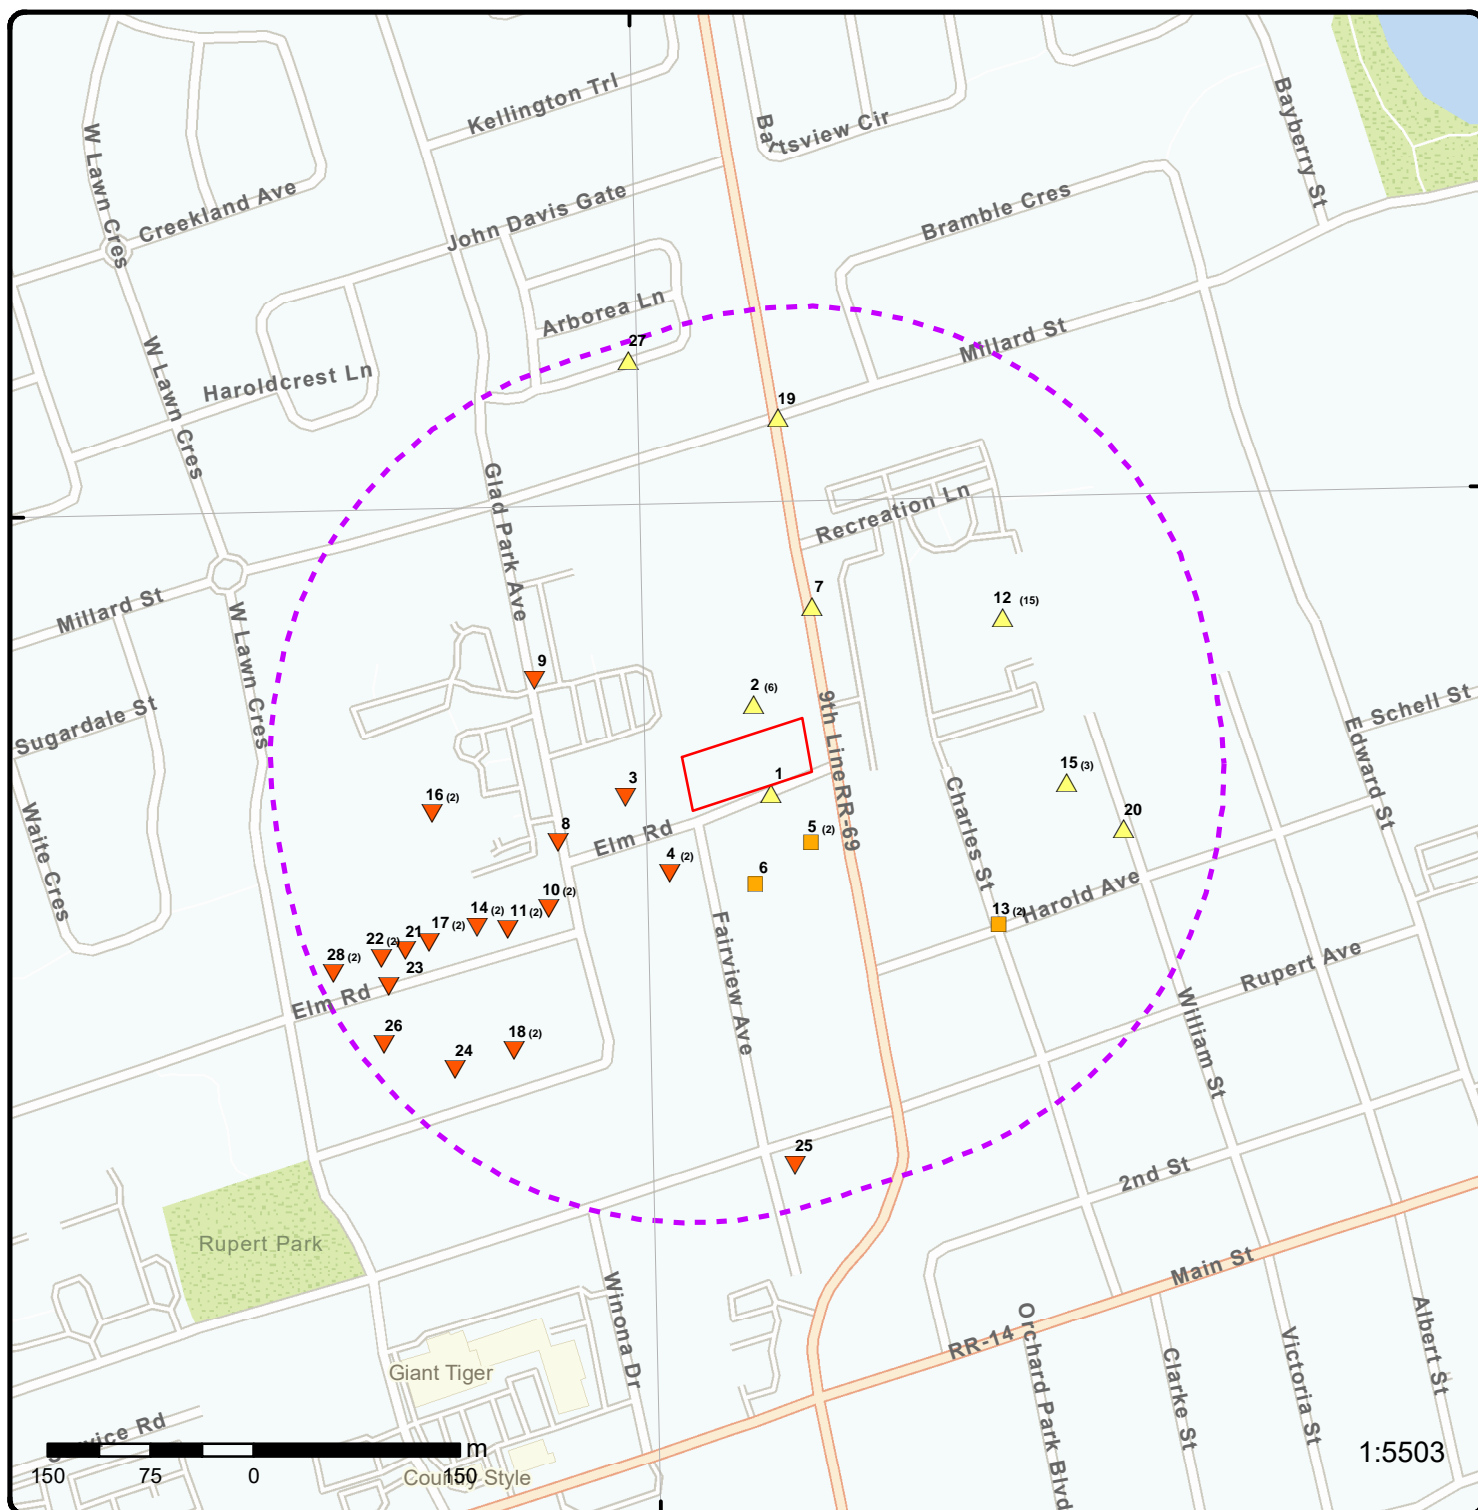 Kellington Trl
Bartsview Cir
Bayberry St
W Lawn Cres
Creekland Ave
John Davis Gate
Bramble Cres
Arborea Ln
27
W Lawn Cres
Haroldcrest Ln
Millard St
19
Glad Park Ave
Recreation Ln
7
12 (15)
Millard St
W Lawn Cres
9
2 (6)
9th Line RR-69
Sugardale St
E Schell St
Edward St
3
1
15 (3)
16 (2)
20
Waite Cres
8
Elm Rd
5 (2)
Charles St
4 (2)
6
10 (2)
Harold Ave
14 (2)
11 (2)
13 (2)
17 (2)
21
22 (2)
28 (2)
23
Fairview Ave
Rupert Ave
Elm Rd
William St
26
18 (2)
24
25
2nd St
Rupert Park
Main St
Winona Dr
Orchard Park Blvd
RR-14
Clarke St
Victoria St
Albert St
Giant Tiger
Service Rd
m
150 75 0 150
Country Style
1:5503